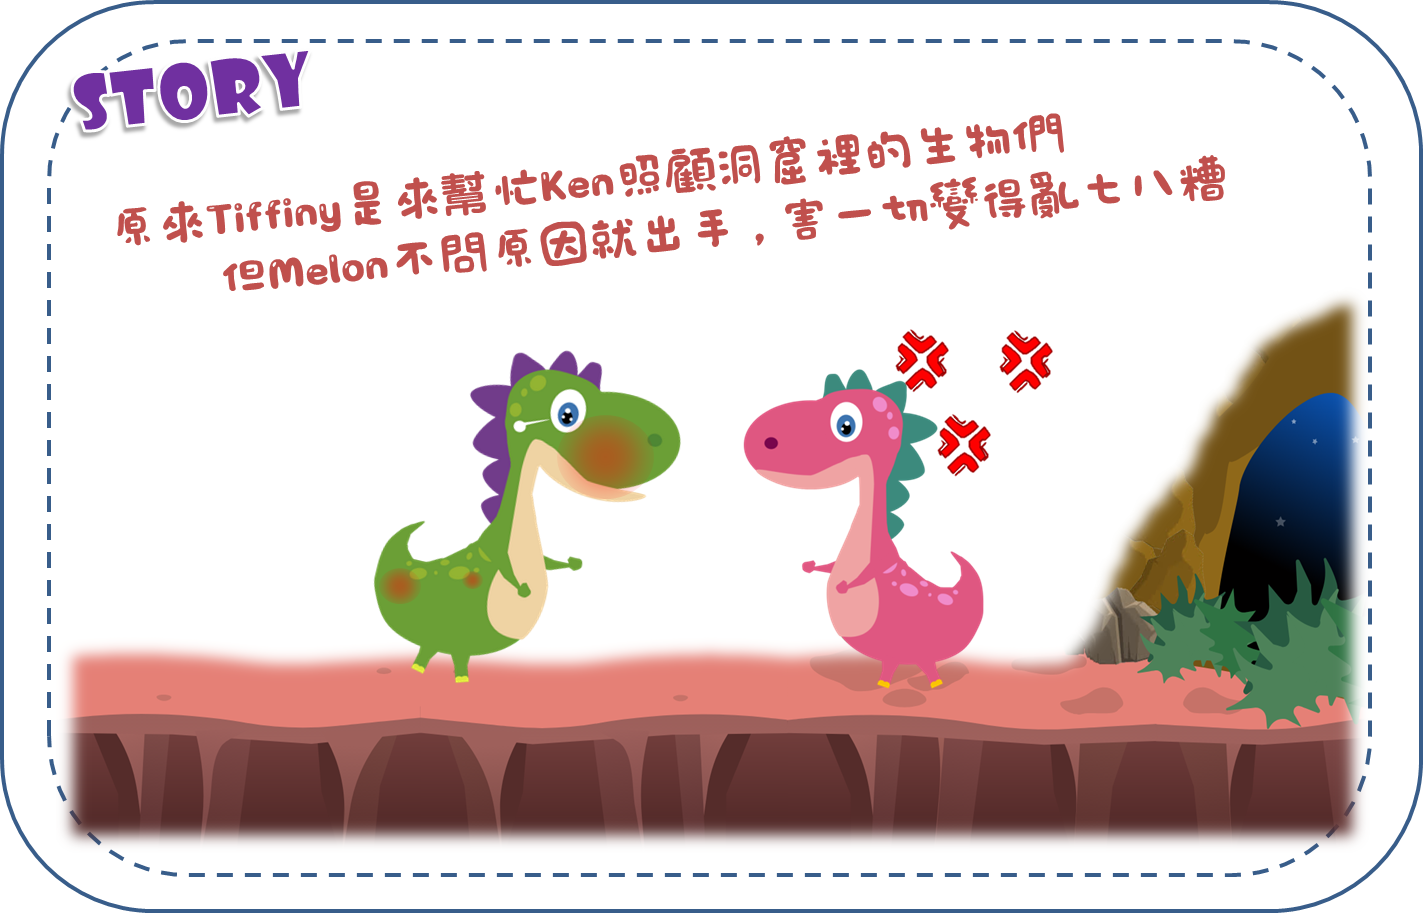 STORY
原來Tiffiny是來幫忙Ken照顧洞窟裡的生物們
但Melon不問原因就出手，害一切變得亂七八糟